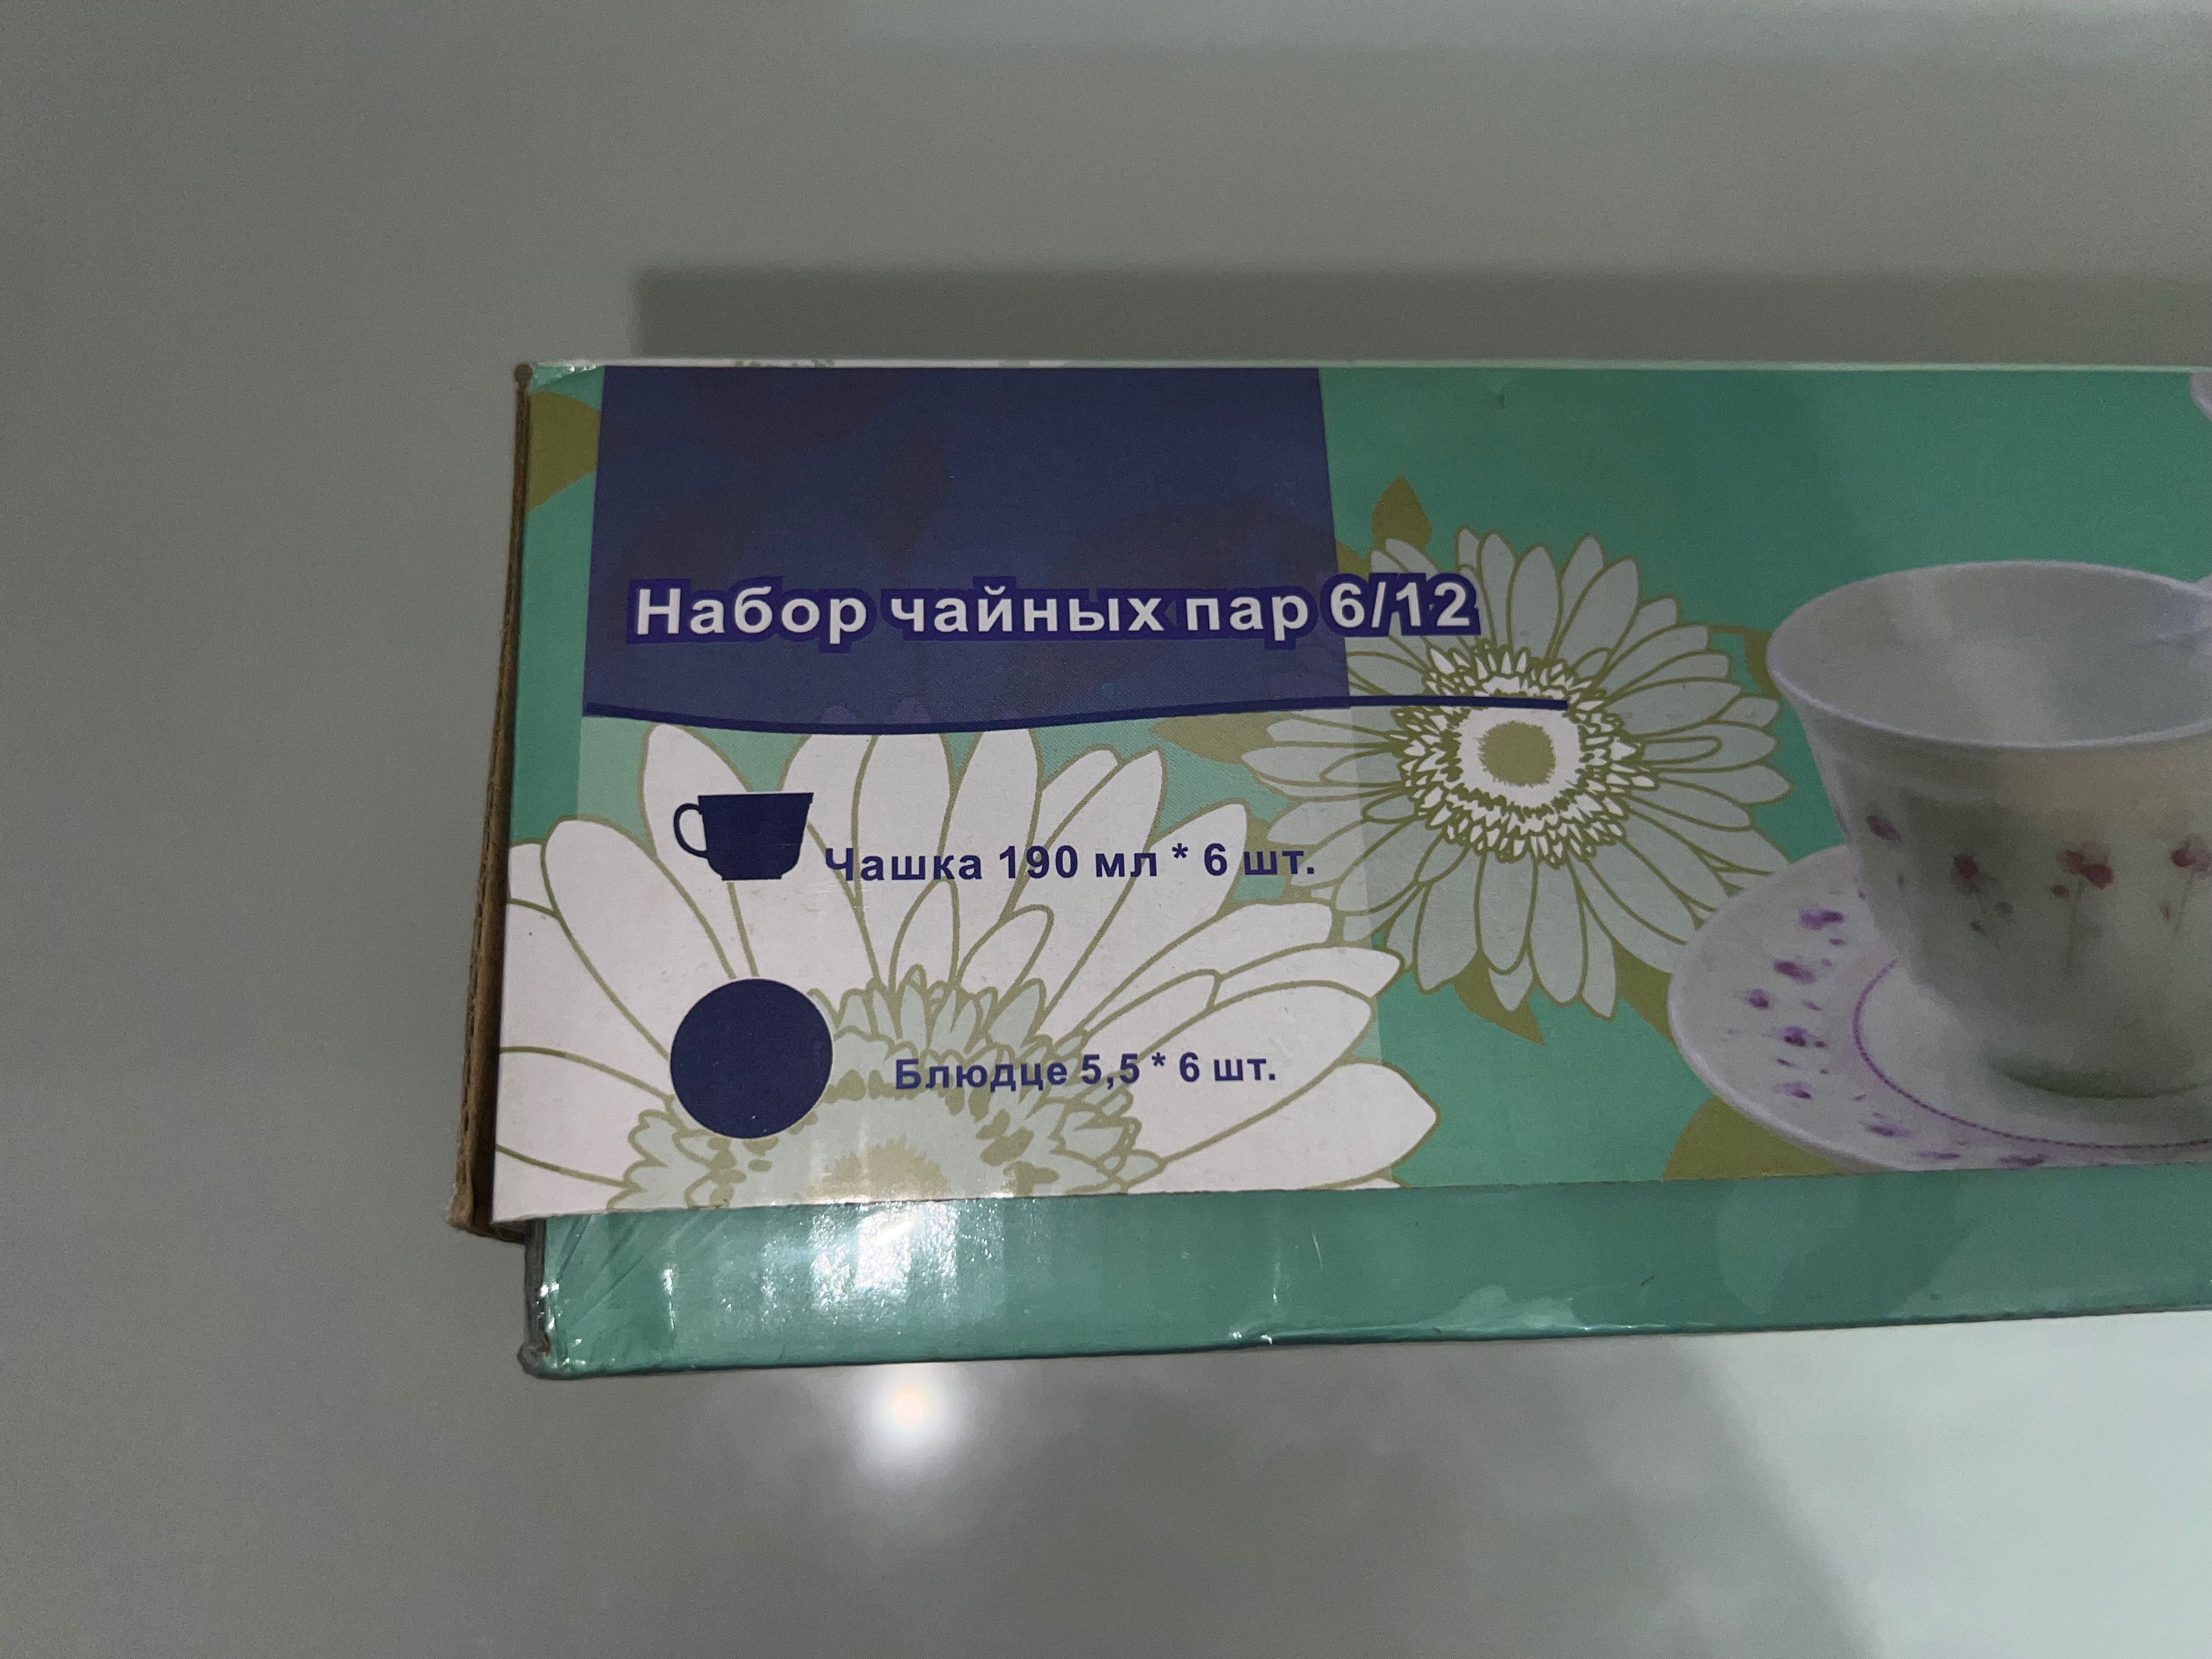 Набор чайных пар 6/12
Чашка 190 мл * 6 шт.
Блюдце 5,5 * 6 шт.